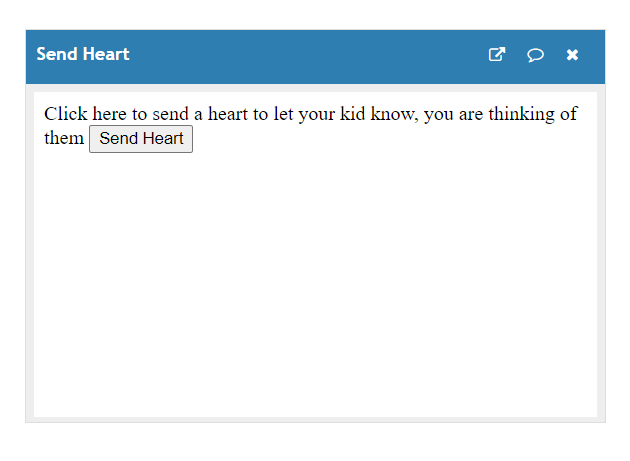 Send Heart
Click here to send a heart to let your kid know, you are thinking of
them Send Heart